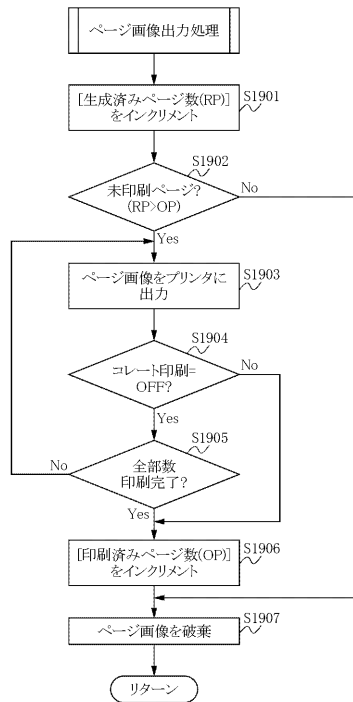 ページ画像出力処理
[生成済みページ数(RP)]
をインクリメント
S1901
S1902
未印刷ページ?
(RP>OP)
No
Yes
ページ画像をプリンタに
出力
S1903
S1904
コレート印刷=
OFF?
No
Yes
S1905
全部数
印刷完了?
No
Yes
[印刷済みページ数(OP)]
をインクリメント
S1906
ページ画像を破棄
S1907
リターン